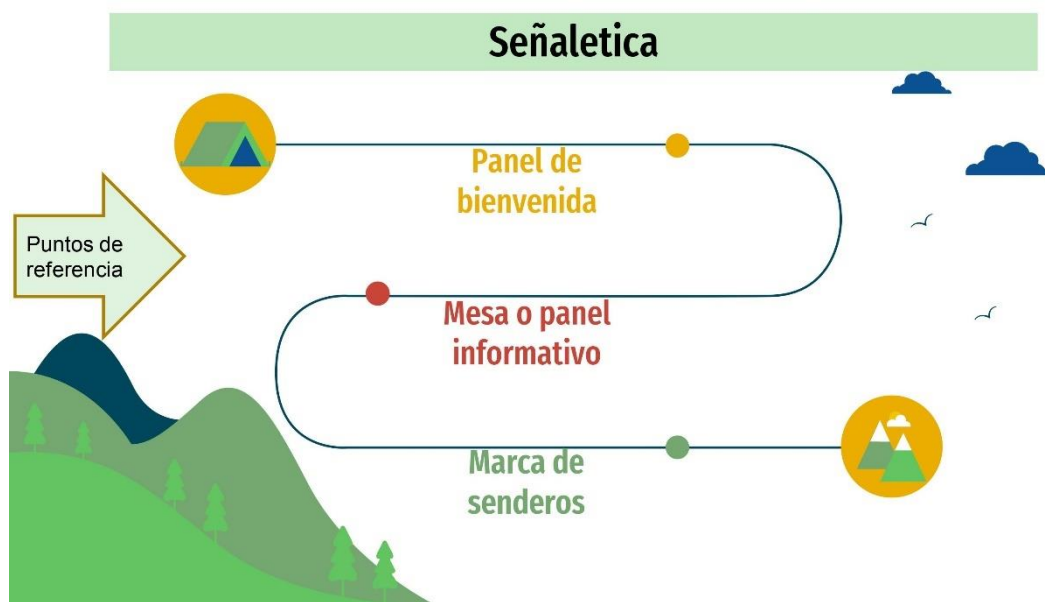 Señaletica
Panel de
bienvenida
Puntos de
referencia
Mesa o panel
informativo
Marca de
senderos